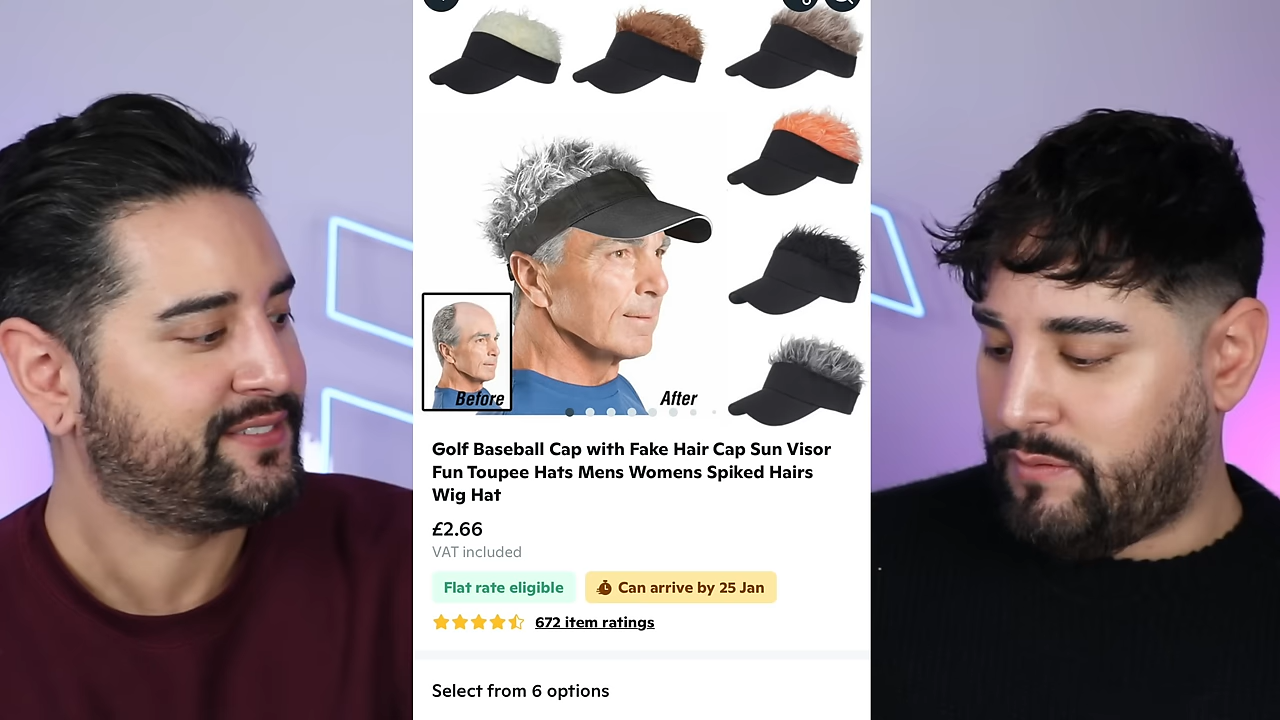 Before
After
Golf Baseball Cap with Fake Hair Cap Sun Visor
Fun Toupee Hats Mens Womens Spiked Hairs
Wig Hat
£2.66
VAT included
Flat rate eligible
Can arrive by 25 Jan
672 item ratings
Select from 6 options